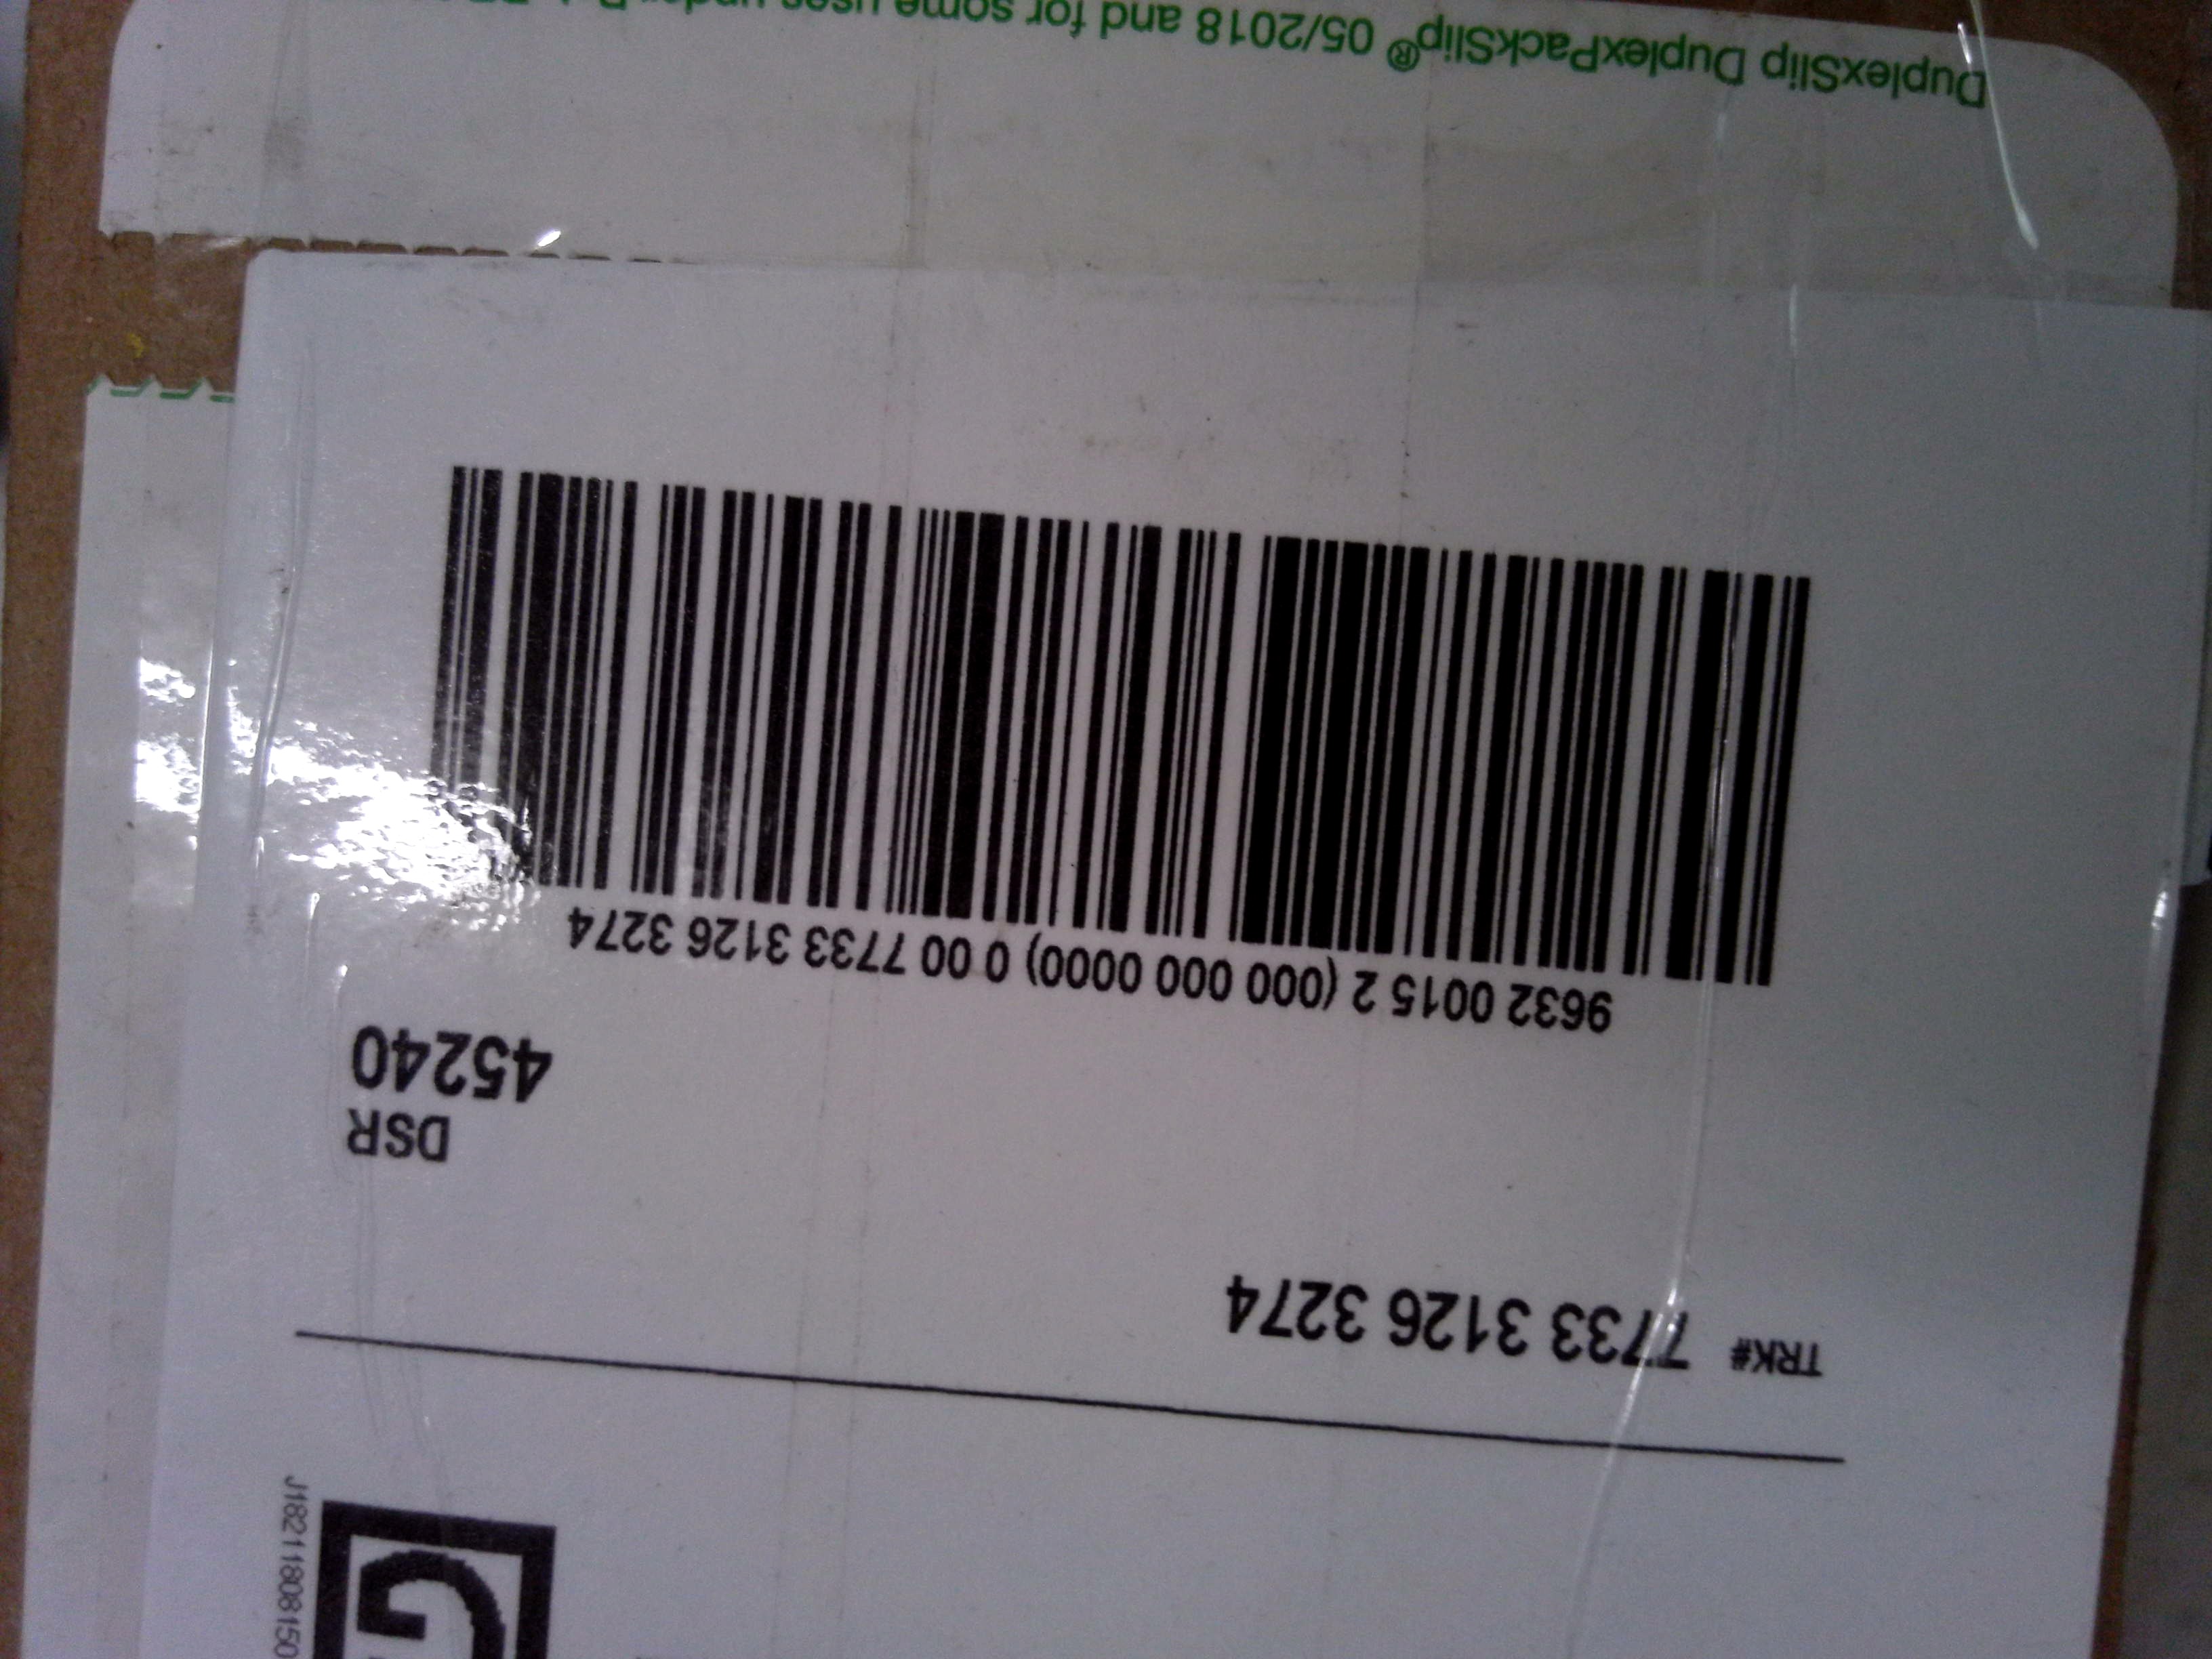 G
J18211808150
TRK# 7733 3126 3274
DSR
45240
9632 0015 2 (000 000 0000) 0 00 7733 3126 3274
DuplexSlip DuplexPackSlip® 05/2018 and for some uses under